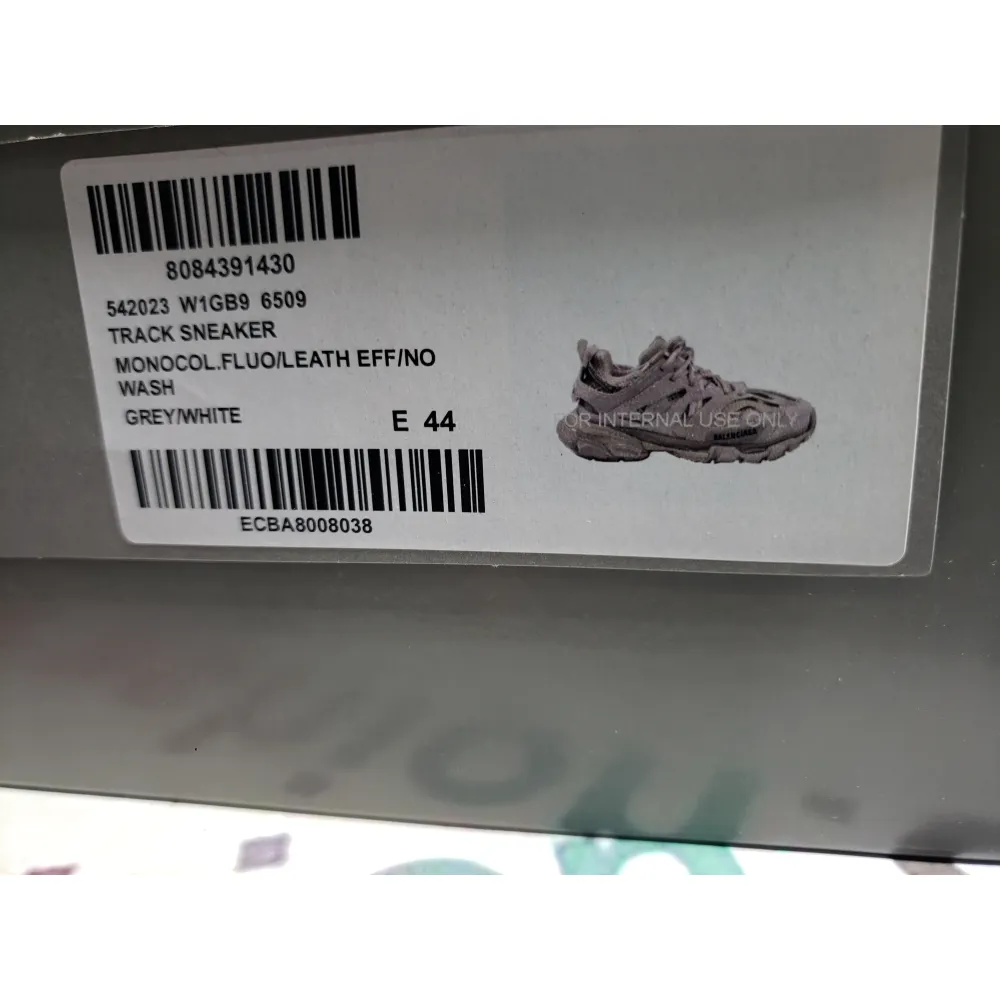 8084391430
542023 W1GB9 6509
TRACK SNEAKER
MONOCOL.FLUO/LEATH EFF/NO
WASH
GREY/WHITE
E 44
FOR INTERNAL USE ONLY
BALENCIAGA
ECBA8008038